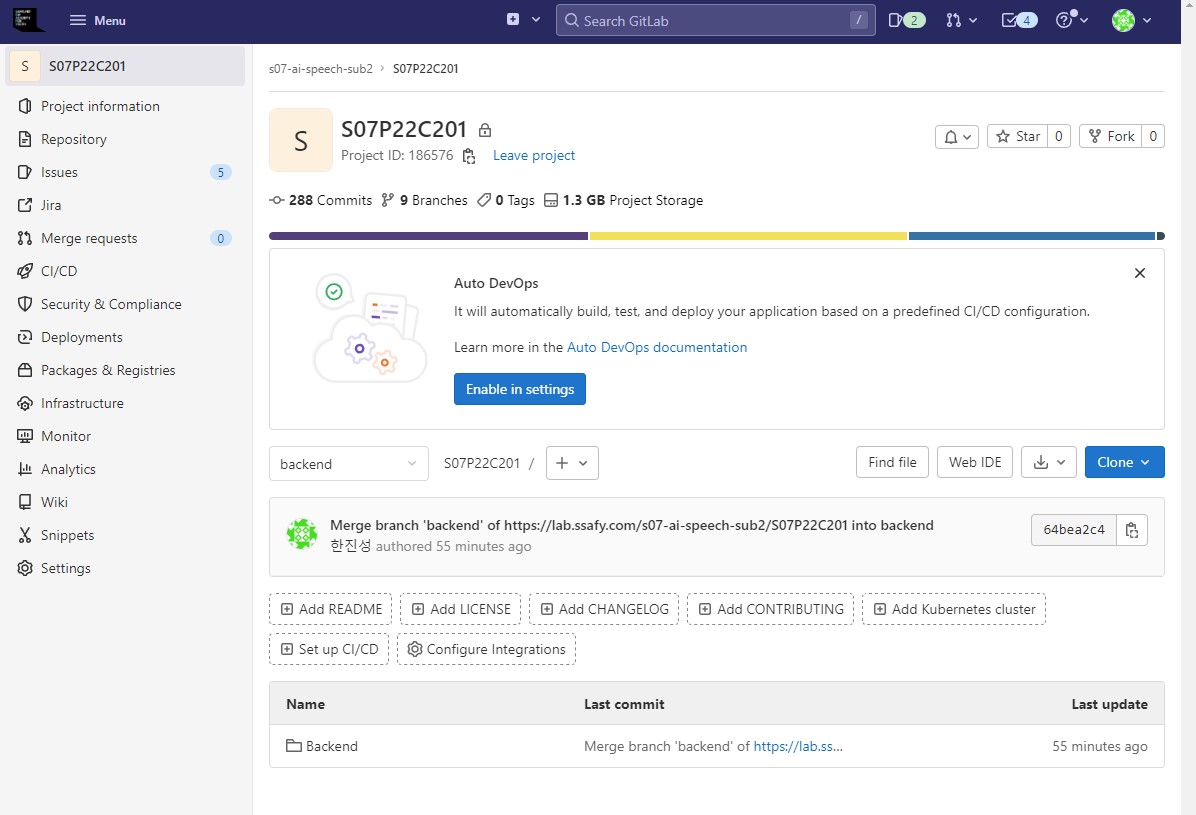 Menu
Search GitLab
/
2
4
S
S07P22C201
Project information
Repository
Issues
5
Jira
Merge requests
0
CI/CD
Security & Compliance
Deployments
Packages & Registries
Infrastructure
Monitor
Analytics
Wiki
Snippets
Settings
s07-ai-speech-sub2 › S07P22C201
S
S07P22C201
Project ID: 186576
Leave project
Star 0
Fork 0
288 Commits 9 Branches 0 Tags 1.3 GB Project Storage
Auto DevOps
It will automatically build, test, and deploy your application based on a predefined CI/CD configuration.
Learn more in the Auto DevOps documentation
Enable in settings
backend
S07P22C201 /
Find file
Web IDE
Clone
Merge branch 'backend' of https://lab.ssafy.com/s07-ai-speech-sub2/S07P22C201 into backend
한진성 authored 55 minutes ago
64bea2c4
Add README
Add LICENSE
Add CHANGELOG
Add CONTRIBUTING
Add Kubernetes cluster
Set up CI/CD
Configure Integrations
Name Last commit Last update
Backend Merge branch 'backend' of https://lab.ss... 55 minutes ago